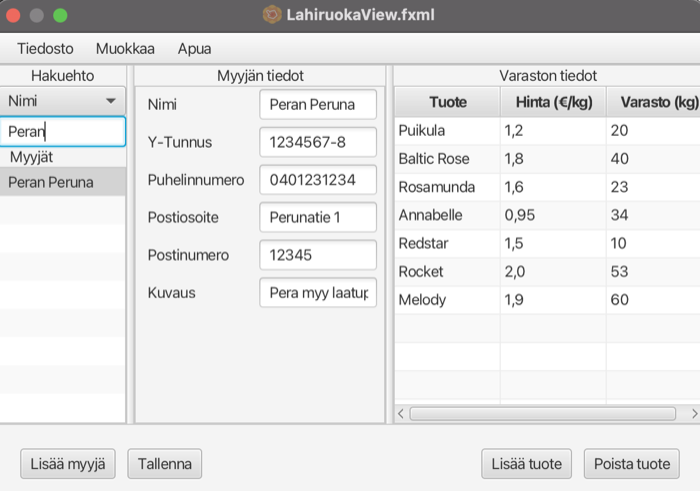 LahiruokaView.fxml
Tiedosto Muokkaa Apua
Hakuehto
Nimi
Peran
Myyjät
Peran Peruna
Myyjän tiedot
Nimi Peran Peruna
Y-Tunnus 1234567-8
Puhelinnumero 0401231234
Postiosoite Perunatie 1
Postinumero 12345
Kuvaus Pera myy laatup
Varaston tiedot
Tuote Hinta (€/kg) Varasto (kg)
Puikula 1,2 20
Baltic Rose 1,8 40
Rosamunda 1,6 23
Annabelle 0,95 34
Redstar 1,5 10
Rocket 2,0 53
Melody 1,9 60
Lisää myyjä Tallenna Lisää tuote Poista tuote